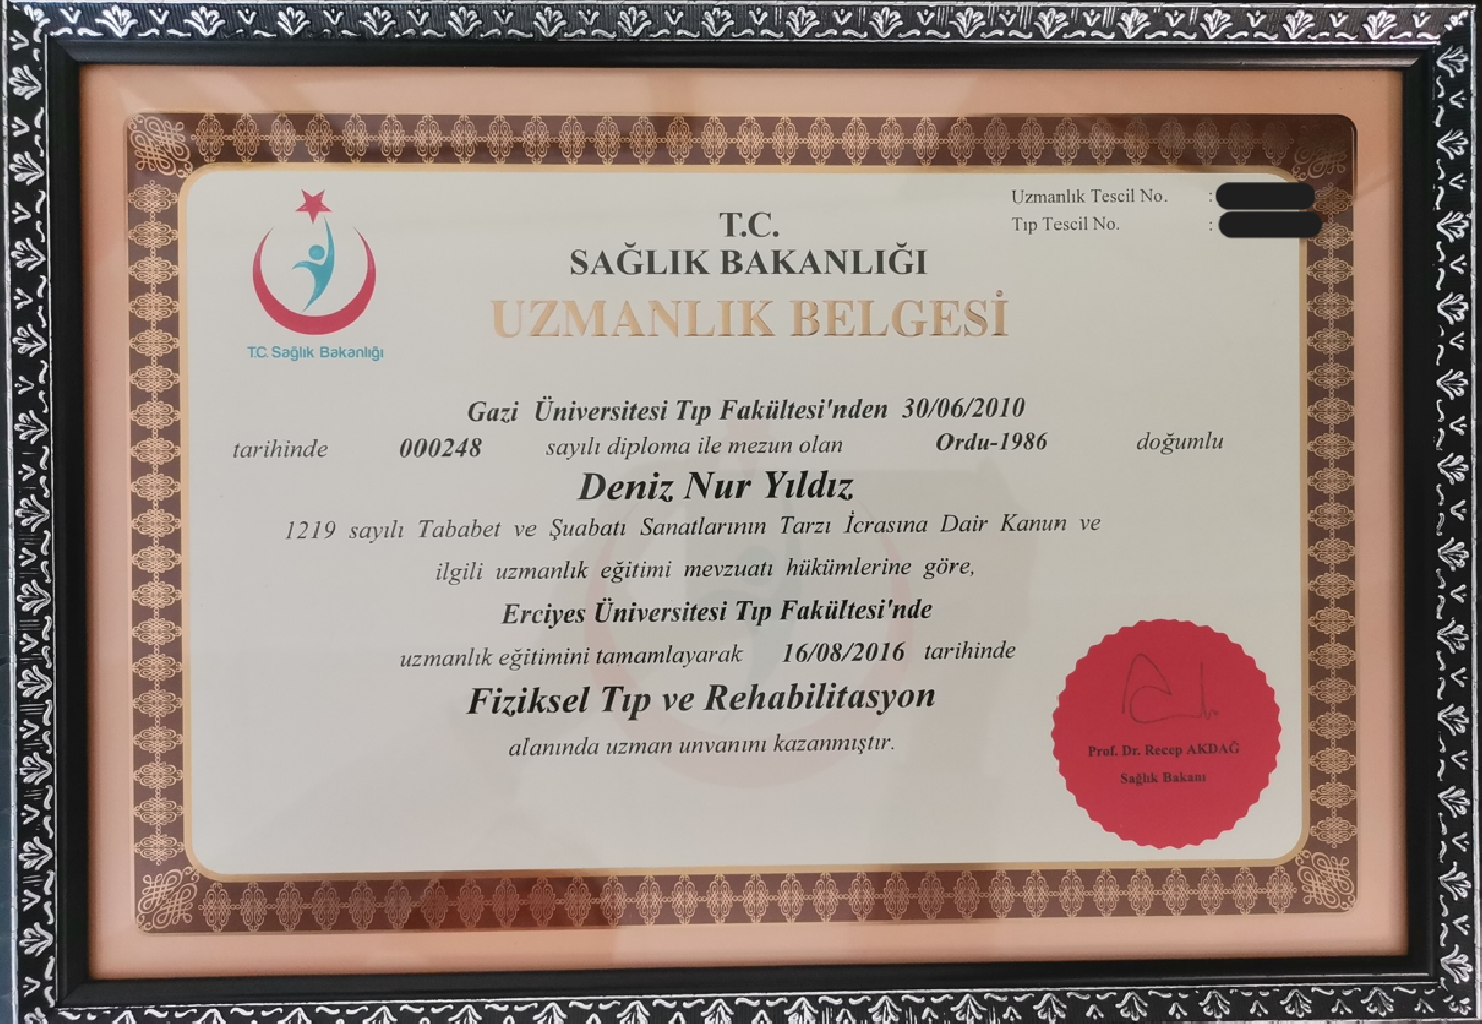 Uzmanlık Tescil No. :
Tıp Tescil No. :
T.C.
SAĞLIK BAKANLIĞI
UZMANLIK BELGESİ
T.C. Sağlık Bakanlığı
Gazi Üniversitesi Tıp Fakültesi'nden 30/06/2010
tarihinde 000248 sayılı diploma ile mezun olan Ordu-1986 doğumlu
Deniz Nur Yıldız
1219 sayılı Tababet ve Şuabatı Sanatlarının Tarzı İcrasına Dair Kanun ve
ilgili uzmanlık eğitimi mevzuatı hükümlerine göre,
Erciyes Üniversitesi Tıp Fakültesi'nde
uzmanlık eğitimini tamamlayarak 16/08/2016 tarihinde
Fiziksel Tıp ve Rehabilitasyon
alanında uzman unvanını kazanmıştır.
Prof. Dr. Recep AKDAĞ
Sağlık Bakanı